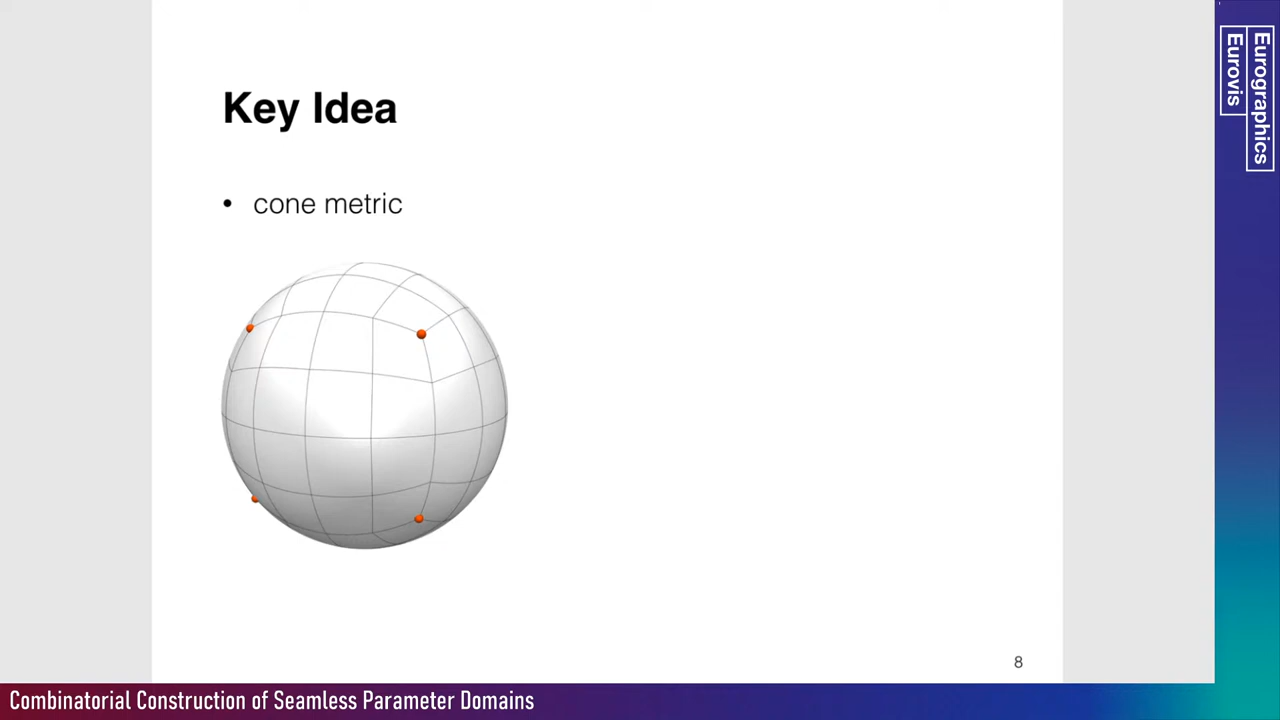 Key Idea
• cone metric
8
Combinatorial Construction of Seamless Parameter Domains
Eurographics
Eurovis